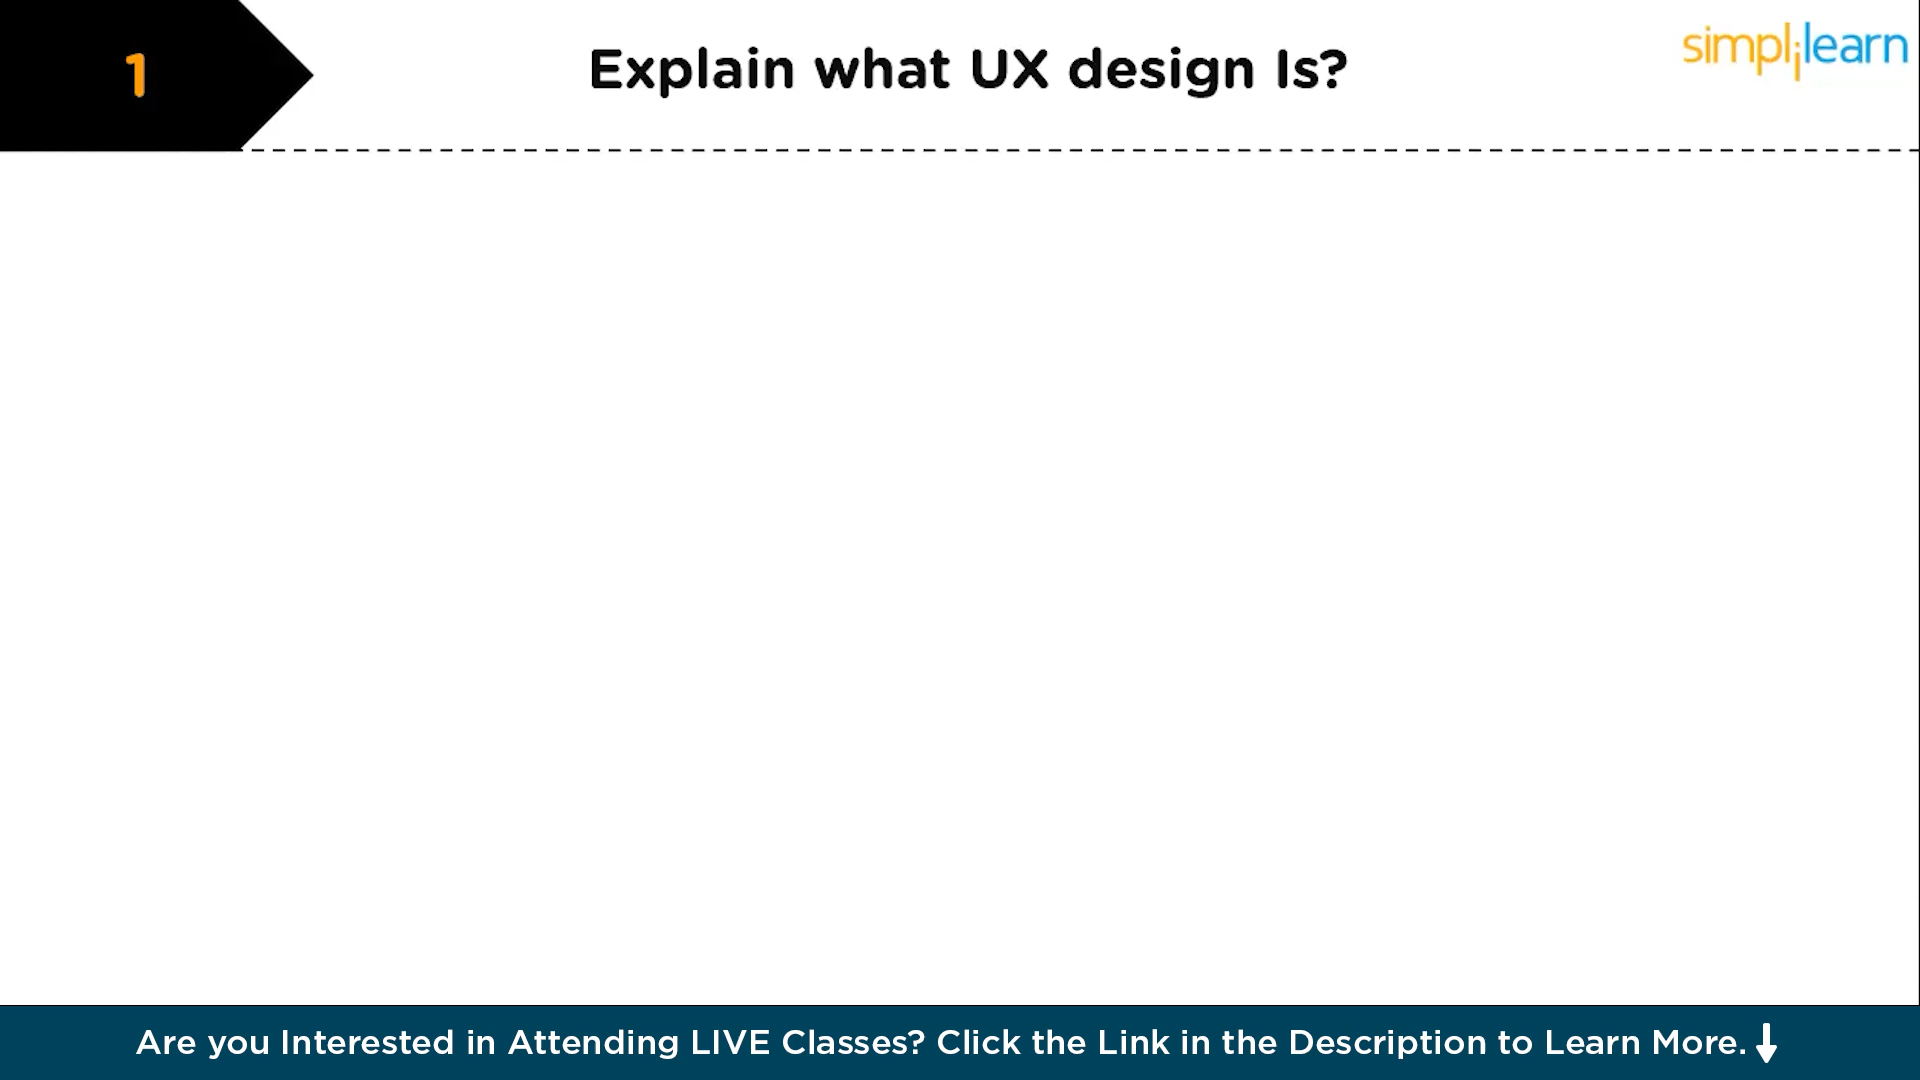 1
Explain what UX design Is?
simplilearn
Are you Interested in Attending LIVE Classes? Click the Link in the Description to Learn More.